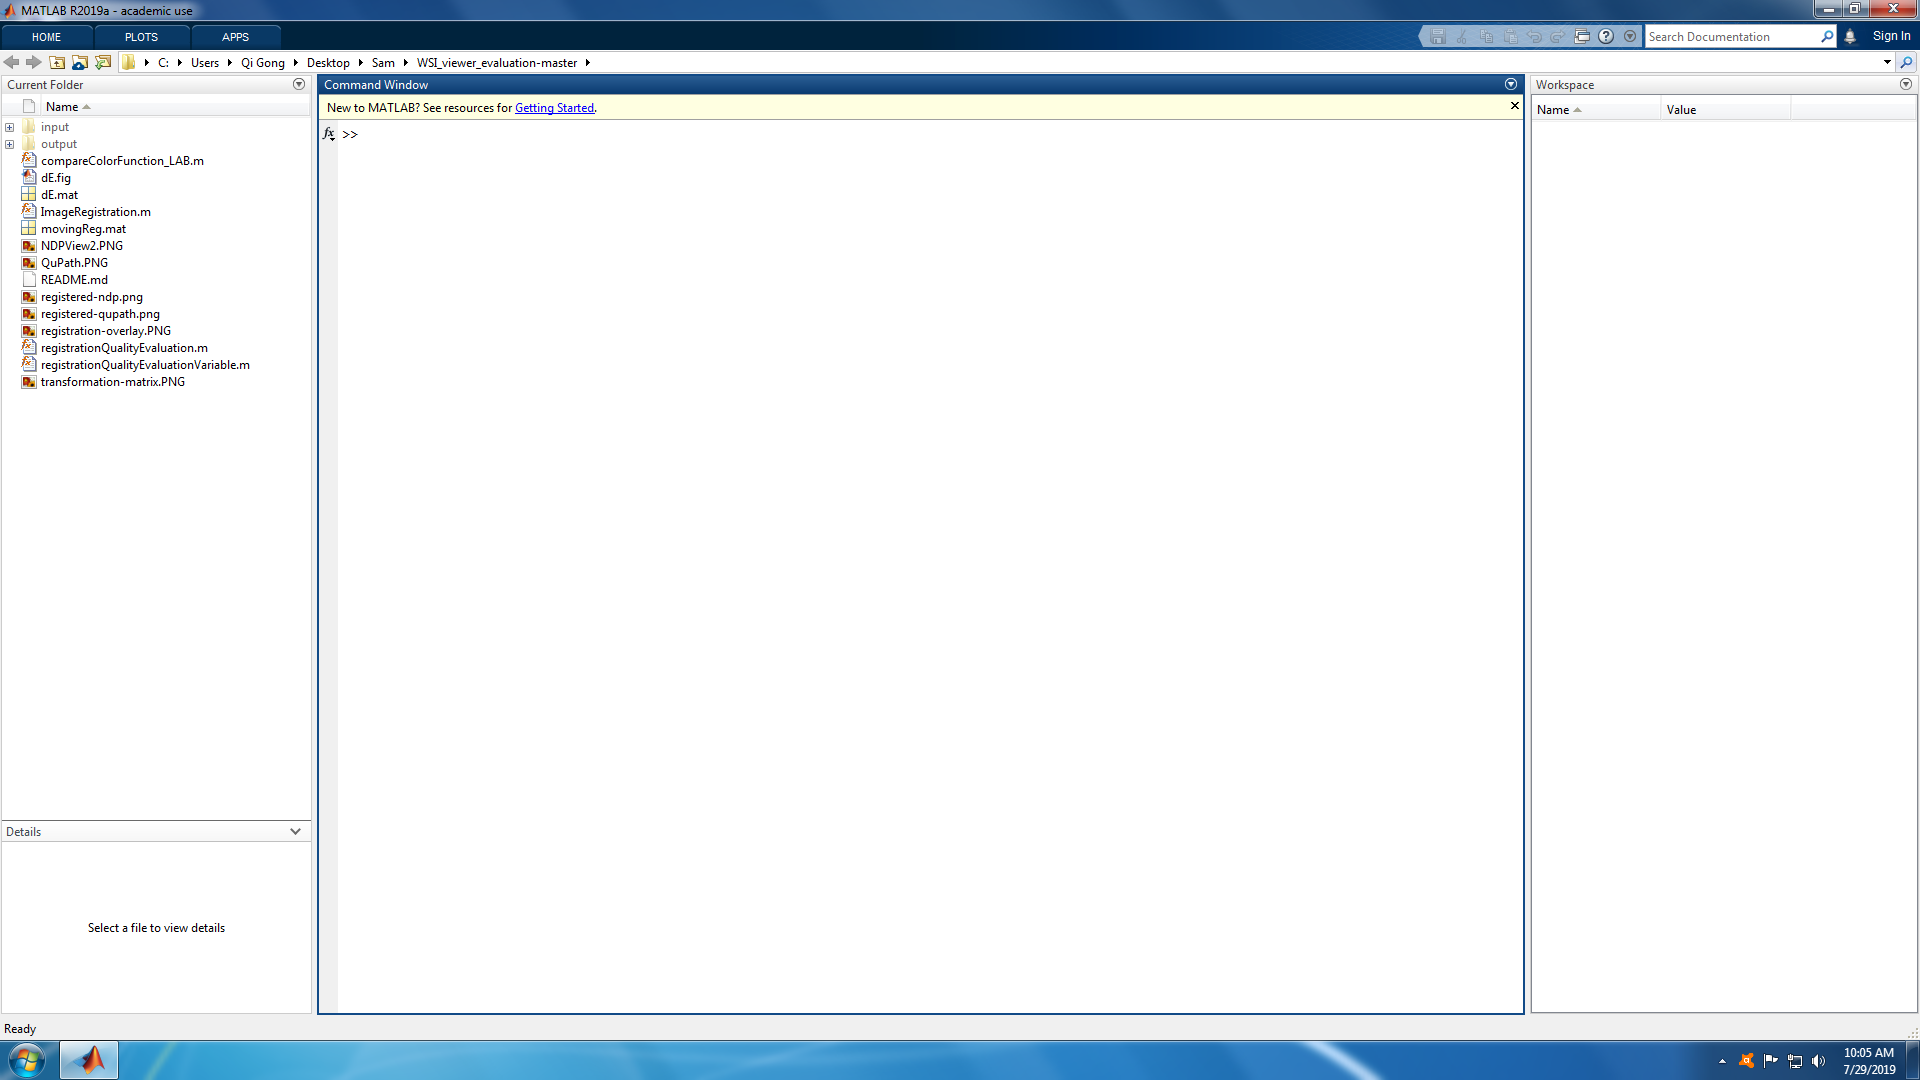 MATLAB R2019a - academic use
HOME PLOTS APPS
Search Documentation
Sign In
C: Users Qi Gong Desktop Sam WSI_viewer_evaluation-master
Current Folder
Name
input
output
compareColorFunction_LAB.m
dE.fig
dE.mat
ImageRegistration.m
movingReg.mat
NDPView2.PNG
QuPath.PNG
README.md
registered-ndp.png
registered-qupath.png
registration-overlay.PNG
registrationQualityEvaluation.m
registrationQualityEvaluationVariable.m
transformation-matrix.PNG
Details
Select a file to view details
Command Window
New to MATLAB? See resources for Getting Started.
fx >>
Workspace
Name Value
Ready
10:05 AM
7/29/2019